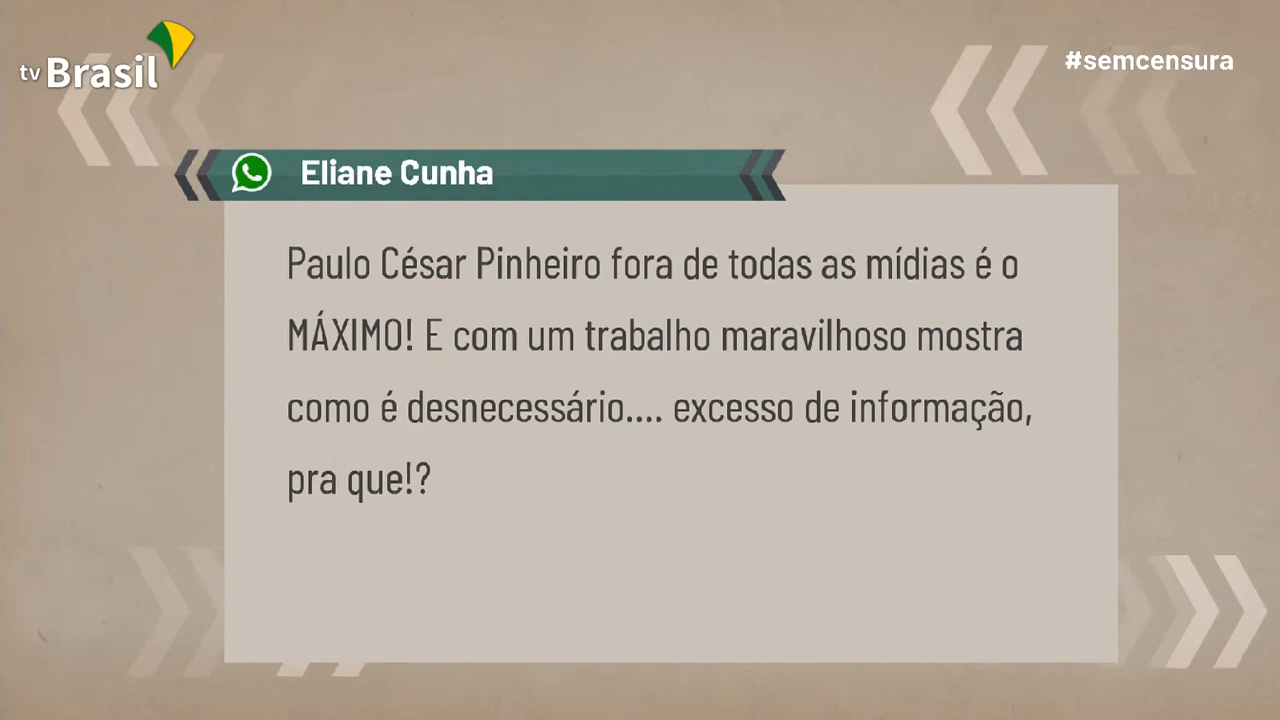 tv Brasil
#semcensura
Eliane Cunha
Paulo César Pinheiro fora de todas as mídias é o
MÁXIMO! E com um trabalho maravilhoso mostra
como é desnecessário.... excesso de informação,
pra que!?